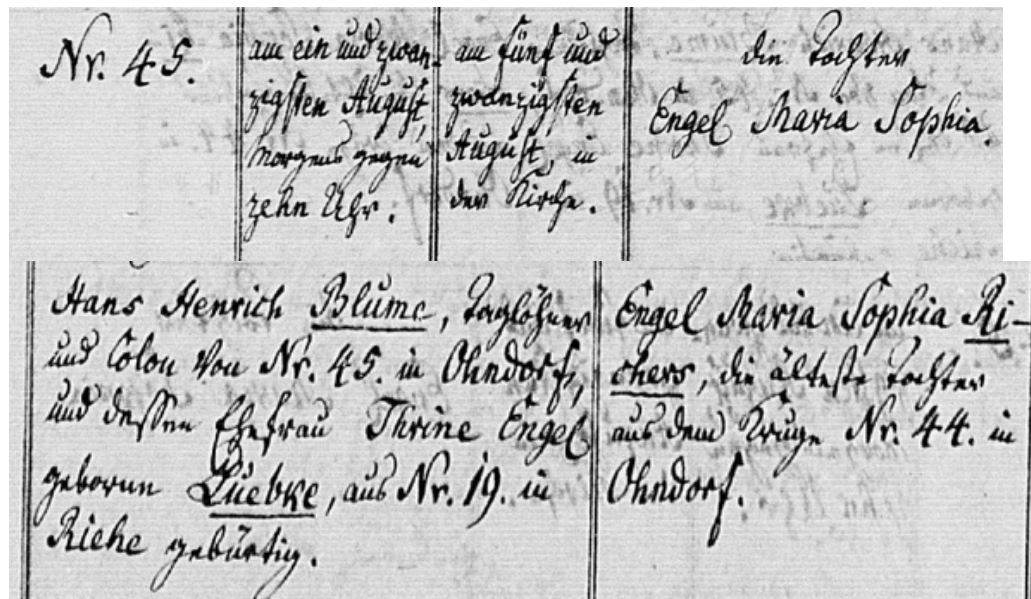 Nr. 45.
am ein und zwan-
zigsten August,
morgens gegen
zehn Uhr.
am fünf und
zwanzigsten
August, in
der Kirche.
die Tochter
Engel Maria Sophia.
Hans Henrich Blume, Taglöhner
und Colon von Nr. 45. in Ohndorf,
und dessen Ehefrau Thrine Engel
geborne Luebke, aus Nr. 19. in
Riehe gebürtig.
Engel Maria Sophia Ri-
chers, die älteste Tochter
aus dem Kruge Nr. 44. in
Ohndorf.